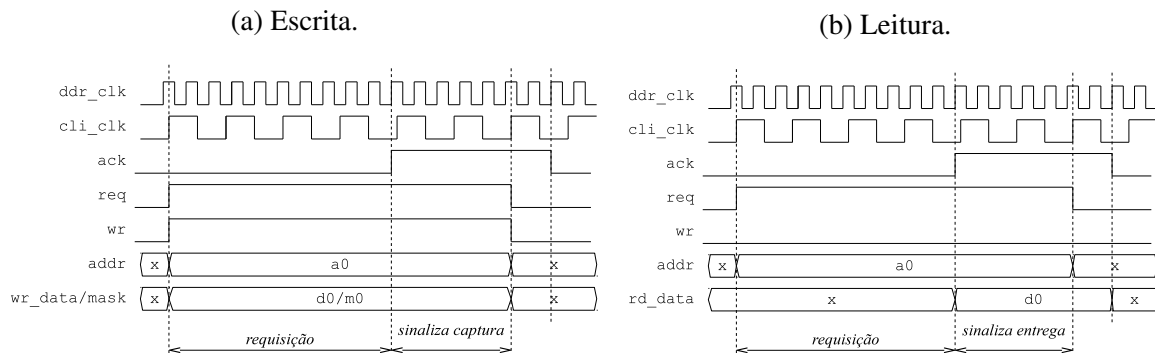 (a) Escrita.
ddr_clk
cli_clk
ack
req
wr
addr x a0 x
wr_data/mask x d0/m0 x
requisição sinaliza captura
(b) Leitura.
ddr_clk
cli_clk
ack
req
wr
addr x a0 x
rd_data x d0 x
requisição sinaliza entrega